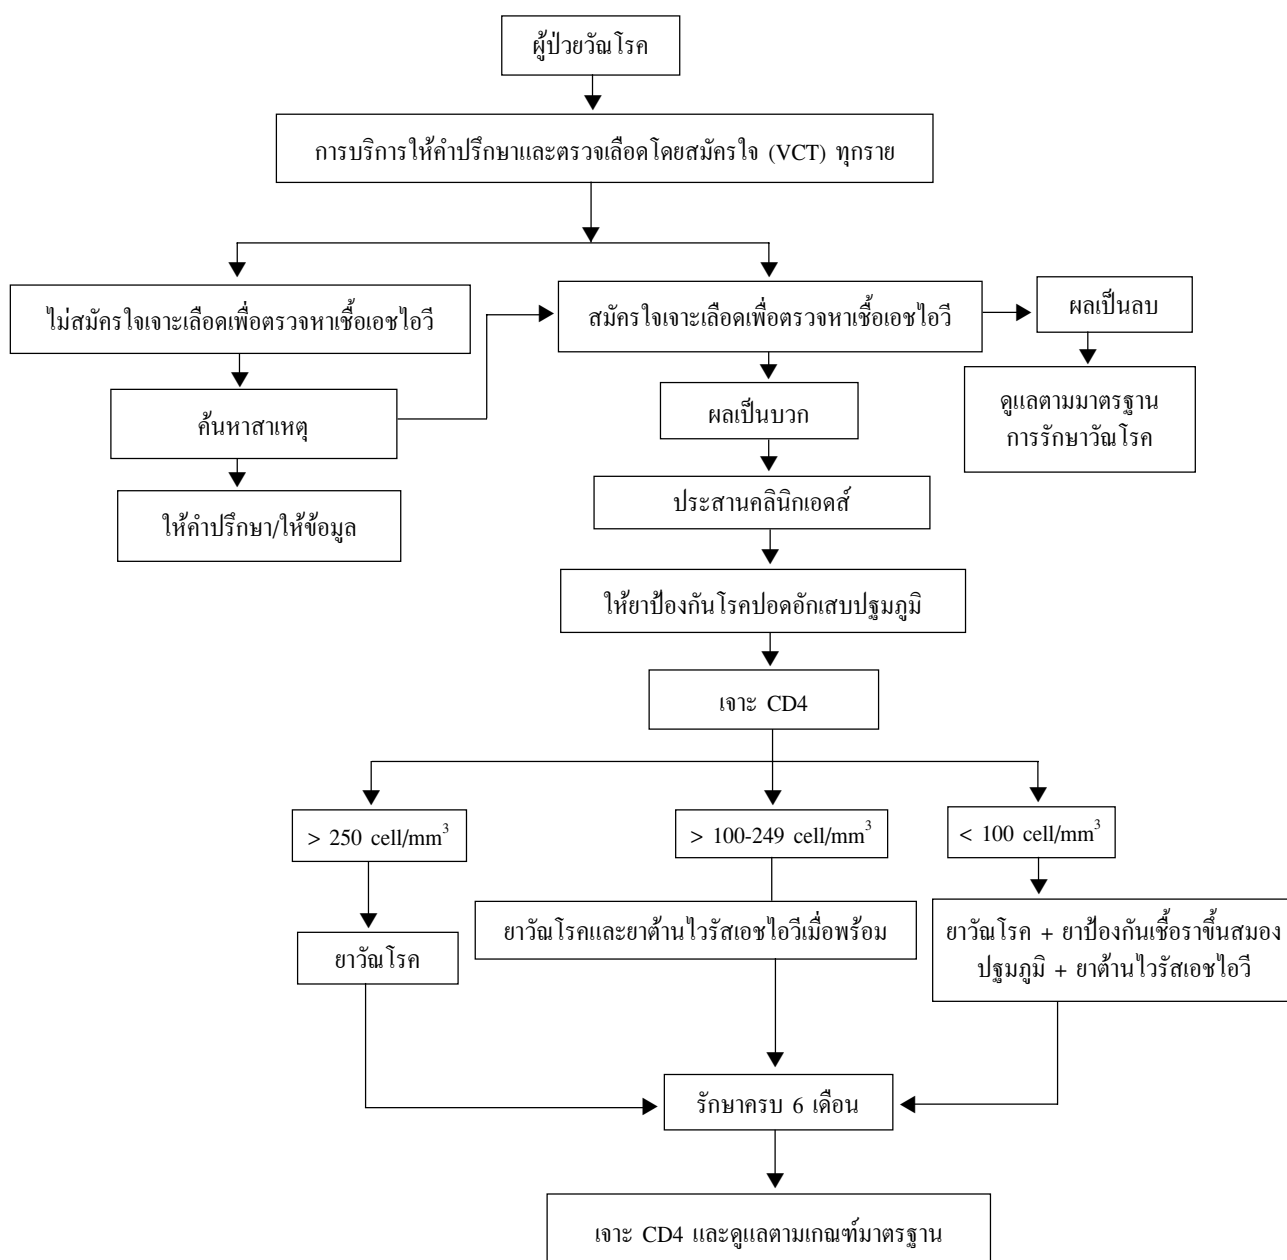 ผู้ป่วยวัณโรค
การบริการให้คำปรึกษาและตรวจเลือดโดยสมัครใจ (VCT) ทุกราย
ไม่สมัครใจเจาะเลือดเพื่อตรวจหาเชื้อเอชไอวี
สมัครใจเจาะเลือดเพื่อตรวจหาเชื้อเอชไอวี
ผลเป็นลบ
ค้นหาสาเหตุ
ผลเป็นบวก
ดูแลตามมาตรฐาน
การรักษาวัณโรค
ให้คำปรึกษา/ให้ข้อมูล
ประสานคลินิกเอดส์
ให้ยาป้องกันโรคปอดอักเสบปฐมภูมิ
เจาะ CD4
> 250 cell/mm³
> 100-249 cell/mm³
< 100 cell/mm³
ยาวัณโรค
ยาวัณโรคและยาต้านไวรัสเอชไอวีเมื่อพร้อม
ยาวัณโรค + ยาป้องกันเชื้อราขึ้นสมอง
ปฐมภูมิ + ยาต้านไวรัสเอชไอวี
รักษาครบ 6 เดือน
เจาะ CD4 และดูแลตามเกณฑ์มาตรฐาน